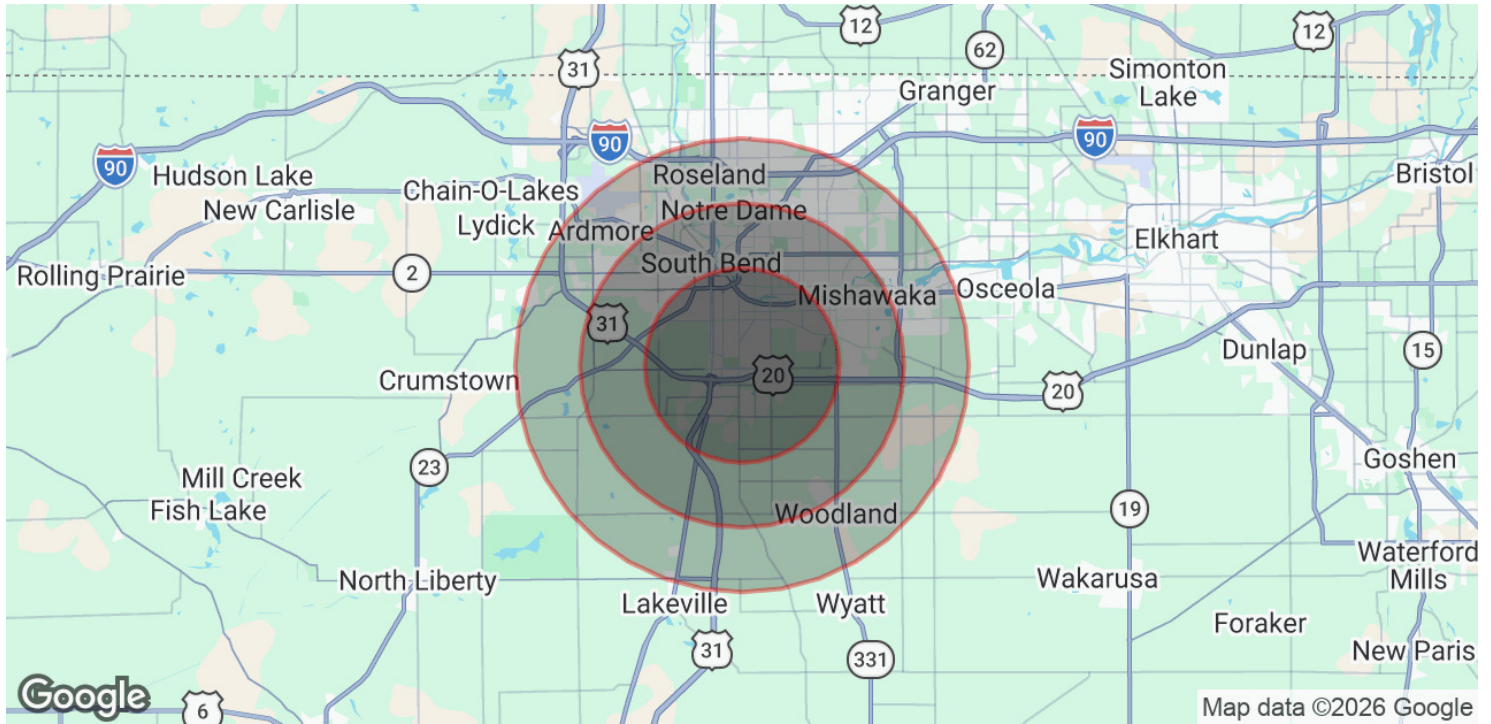 12
62
12
31
Simonton
Lake
Granger
90
90
90
Hudson Lake
Roseland
Bristol
Chain-O-Lakes
New Carlisle
Notre Dame
Lydick
Ardmore
Elkhart
South Bend
Rolling Prairie
2
Mishawaka
Osceola
31
Dunlap
15
Crumstown
20
20
Goshen
23
Mill Creek
Fish Lake
Woodland
19
Waterford
Mills
North Liberty
Wakarusa
Lakeville
Wyatt
Foraker
31
331
New Paris
Google
6
Map data ©2026 Google